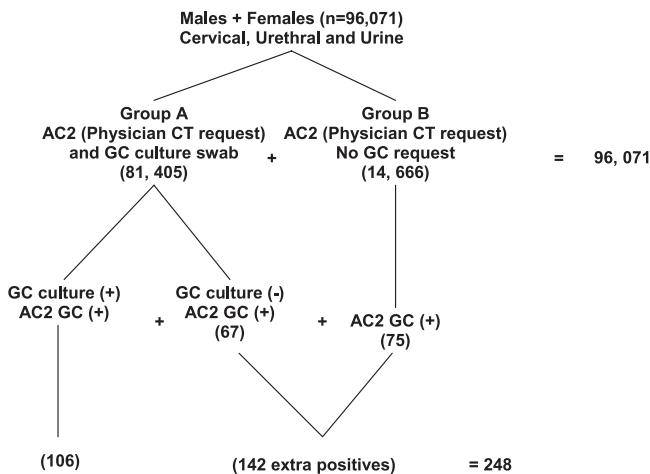 Males + Females (n=96,071)
Cervical, Urethral and Urine
Group A
AC2 (Physician CT request)
and GC culture swab
(81, 405)
+
Group B
AC2 (Physician CT request)
No GC request
(14, 666)
= 96, 071
GC culture (+)
AC2 GC (+)
+
GC culture (-)
AC2 GC (+)
(67)
+
AC2 GC (+)
(75)
(106)
(142 extra positives)
= 248